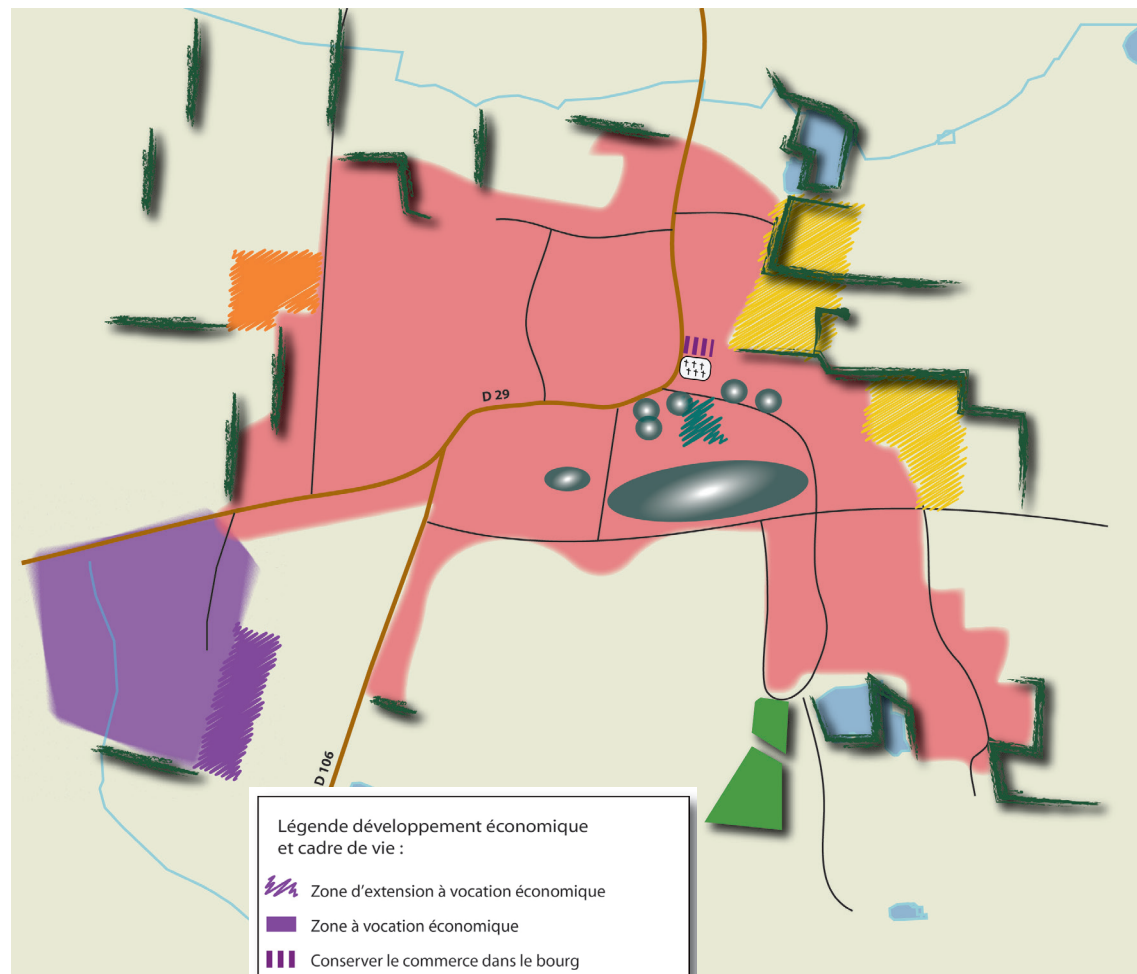 D 29
D 106
Légende développement économique
et cadre de vie :
Zone d'extension à vocation économique
Zone à vocation économique
Conserver le commerce dans le bourg